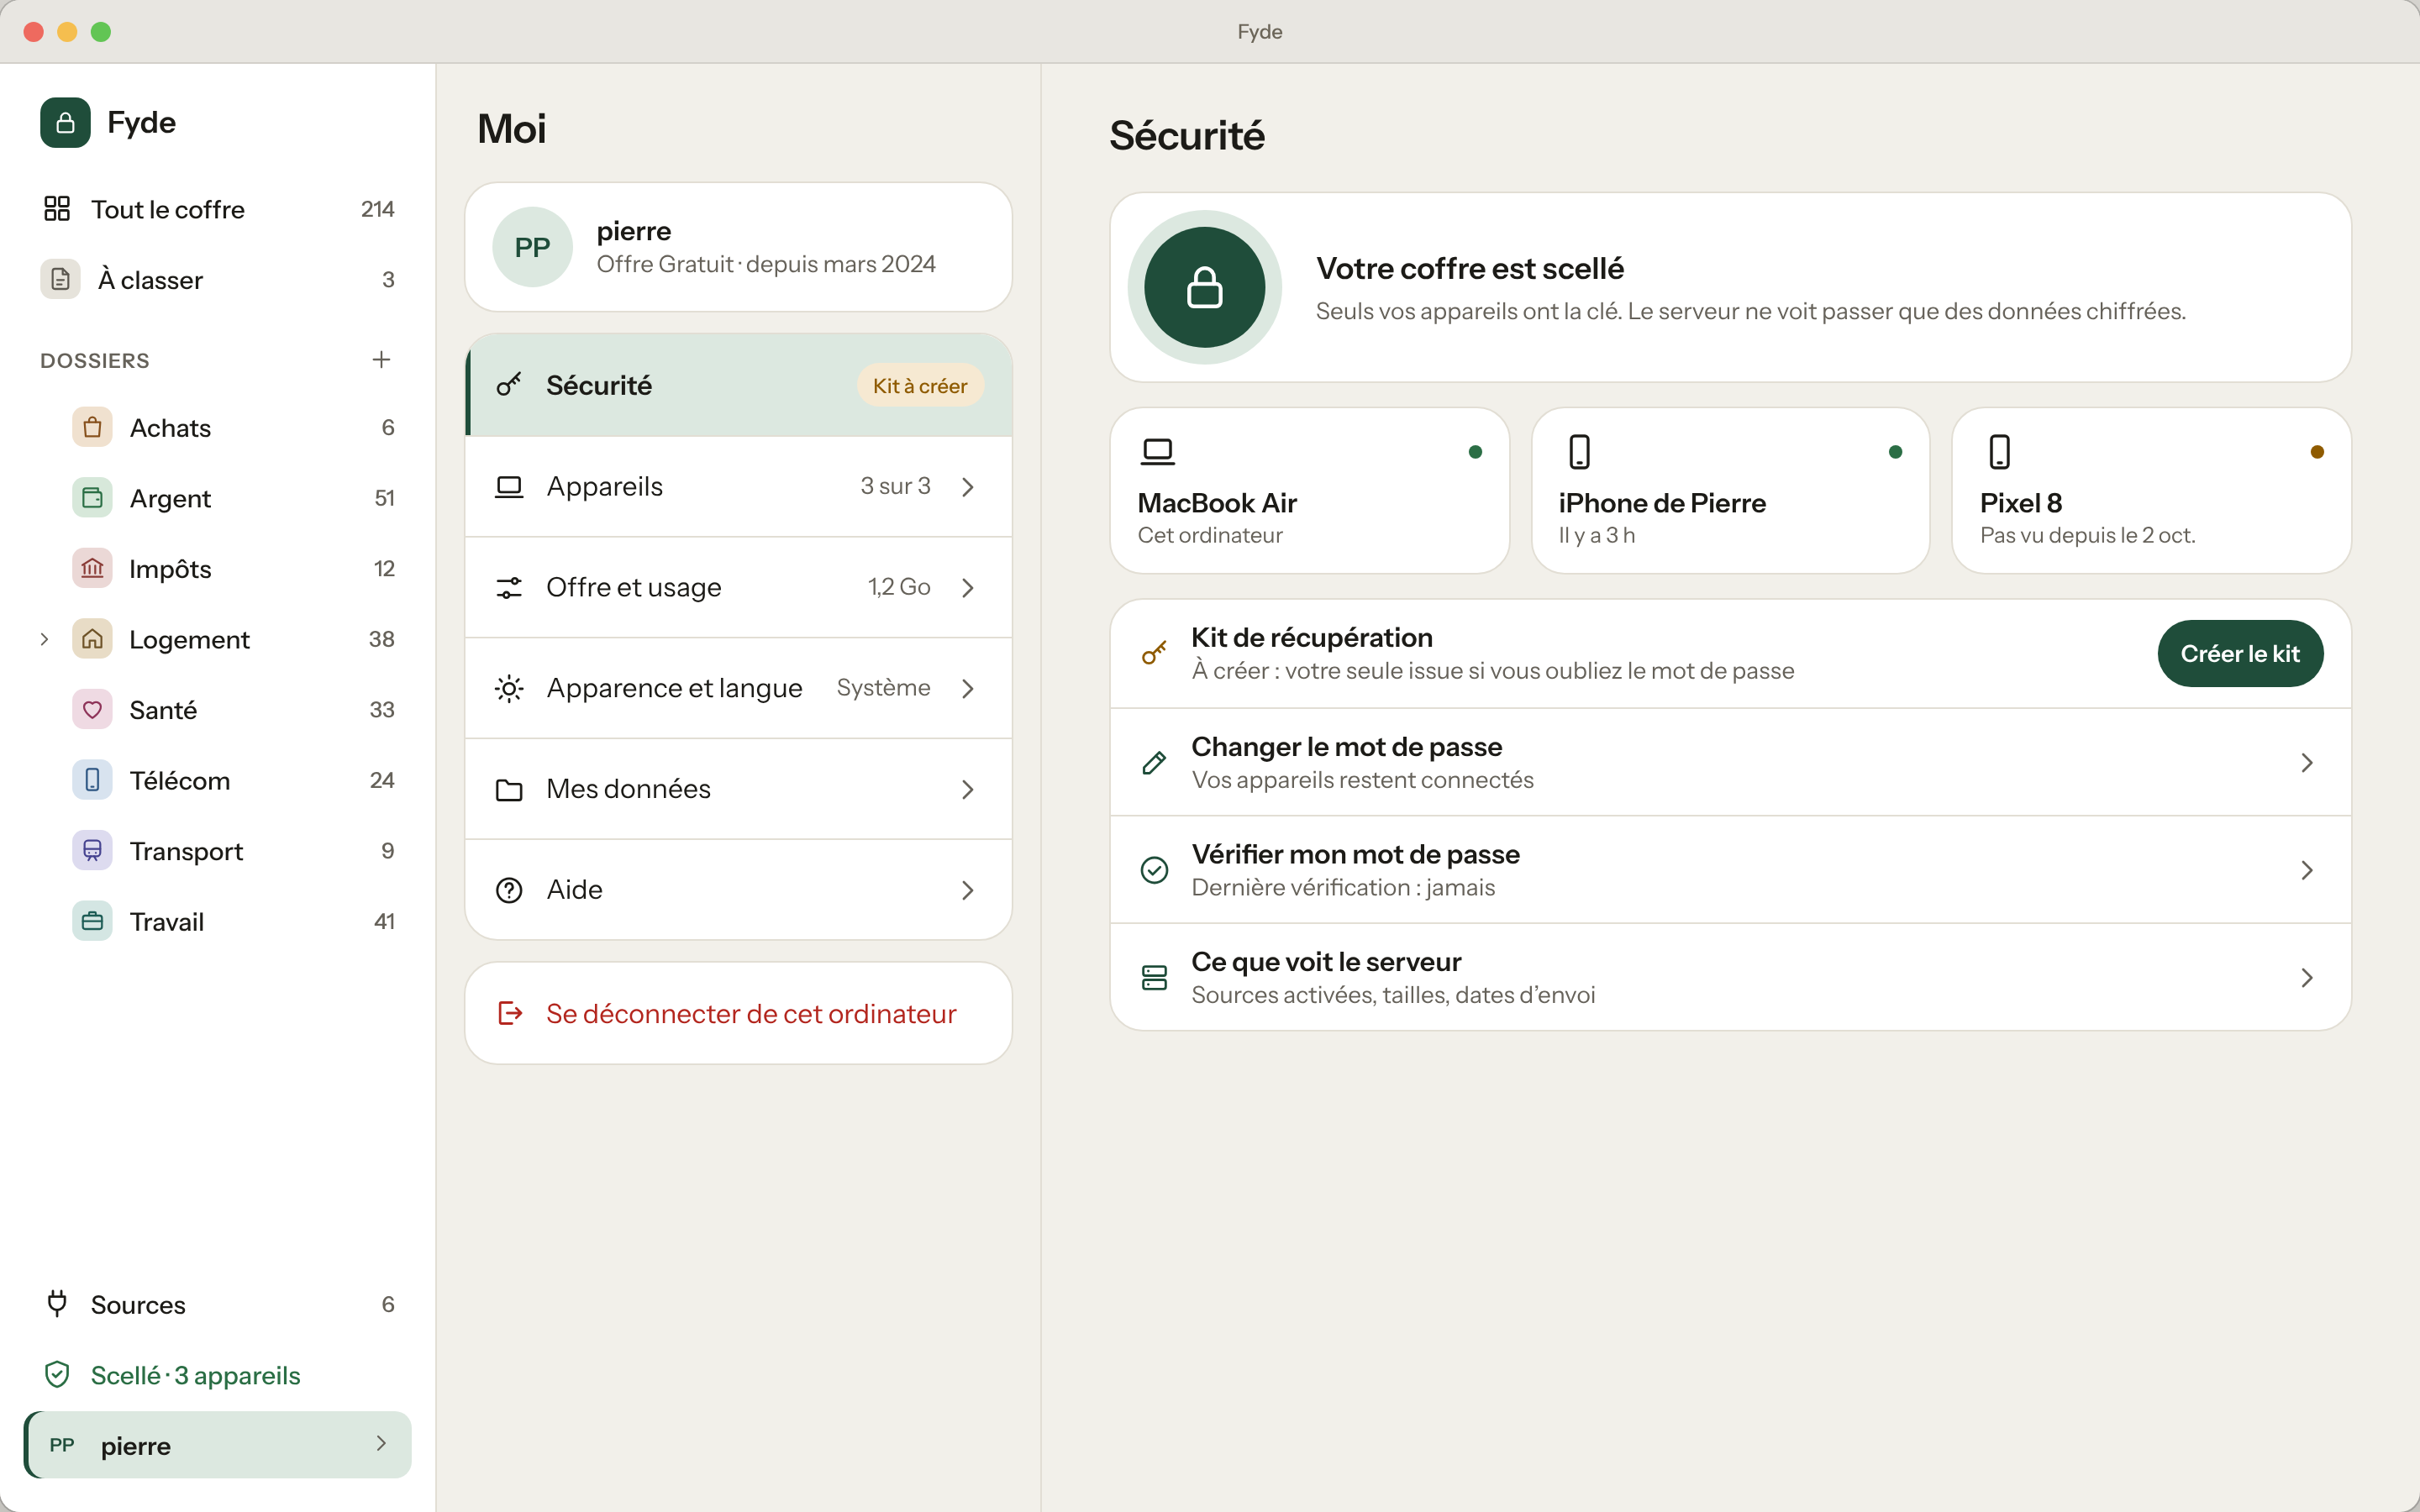 Fyde
Fyde
Tout le coffre 214
À classer 3
DOSSIERS
Achats 6
Argent 51
Impôts 12
Logement 38
Santé 33
Télécom 24
Transport 9
Travail 41
Sources 6
Scellé · 3 appareils
PP pierre
Moi
PP
pierre
Offre Gratuit · depuis mars 2024
Sécurité Kit à créer
Appareils 3 sur 3
Offre et usage 1,2 Go
Apparence et langue Système
Mes données
Aide
Se déconnecter de cet ordinateur
Sécurité
Votre coffre est scellé
Seuls vos appareils ont la clé. Le serveur ne voit passer que des données chiffrées.
MacBook Air
Cet ordinateur
iPhone de Pierre
Il y a 3 h
Pixel 8
Pas vu depuis le 2 oct.
Kit de récupération
À créer : votre seule issue si vous oubliez le mot de passe
Créer le kit
Changer le mot de passe
Vos appareils restent connectés
Vérifier mon mot de passe
Dernière vérification : jamais
Ce que voit le serveur
Sources activées, tailles, dates d’envoi